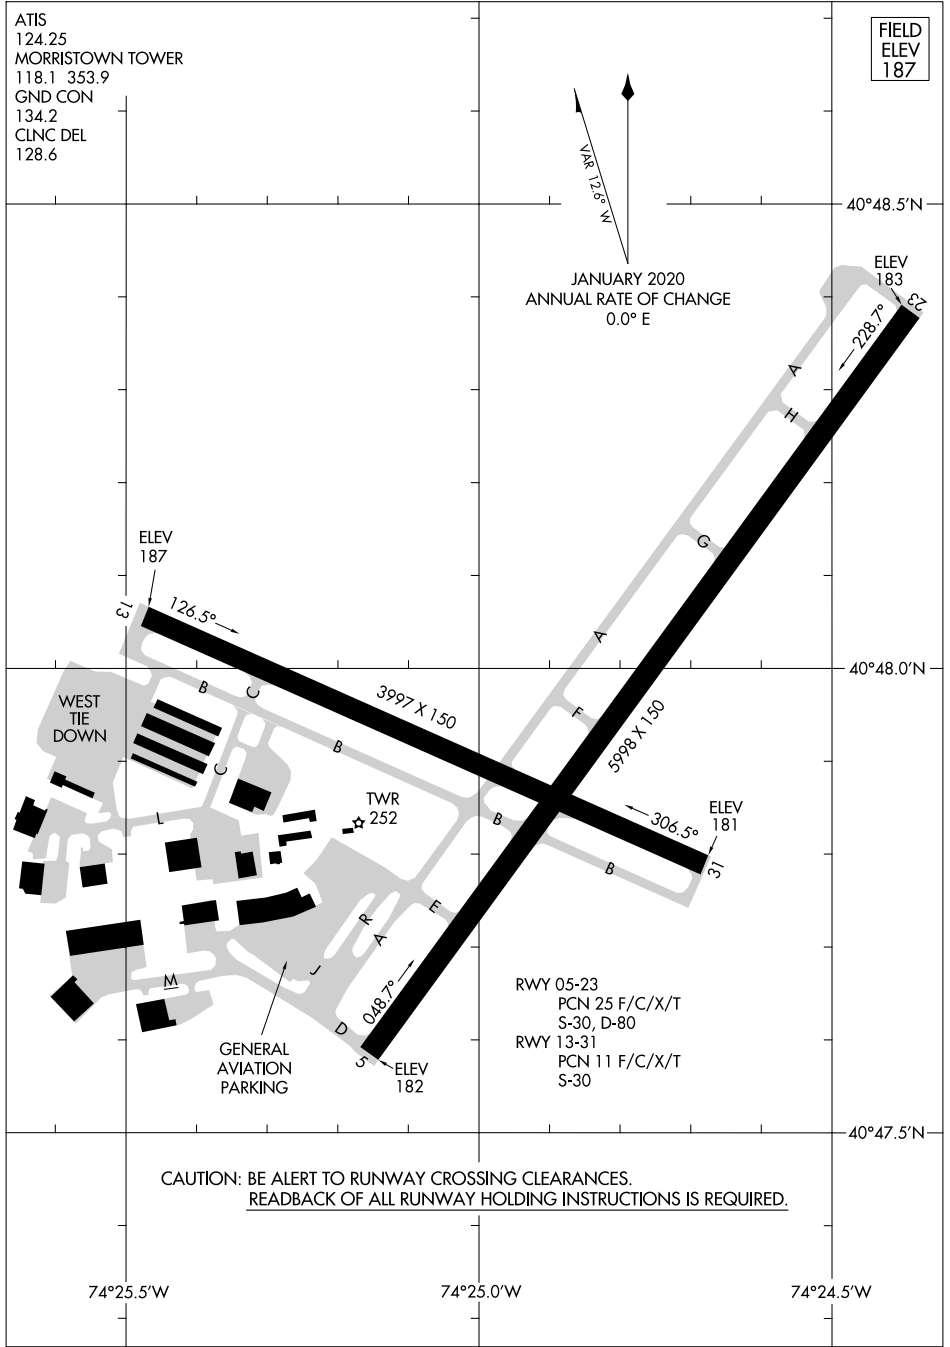 ATIS
124.25
MORRISTOWN TOWER
118.1 353.9
GND CON
134.2
CLNC DEL
128.6
FIELD
ELEV
187
VAR 12.6° W
JANUARY 2020
ANNUAL RATE OF CHANGE
0.0° E
40°48.5'N
ELEV
183
23
228.7°
A
H
G
A
F
ELEV
187
13
126.5°
40°48.0'N
B
C
3997 X 150
5998 X 150
WEST
TIE
DOWN
B
C
L
TWR
252
B
306.5°
ELEV
181
31
B
E
R
A
J
M
048.7°
D
5
ELEV
182
GENERAL
AVIATION
PARKING
RWY 05-23
PCN 25 F/C/X/T
S-30, D-80
RWY 13-31
PCN 11 F/C/X/T
S-30
40°47.5'N
CAUTION: BE ALERT TO RUNWAY CROSSING CLEARANCES.
READBACK OF ALL RUNWAY HOLDING INSTRUCTIONS IS REQUIRED.
74°25.5'W
74°25.0'W
74°24.5'W